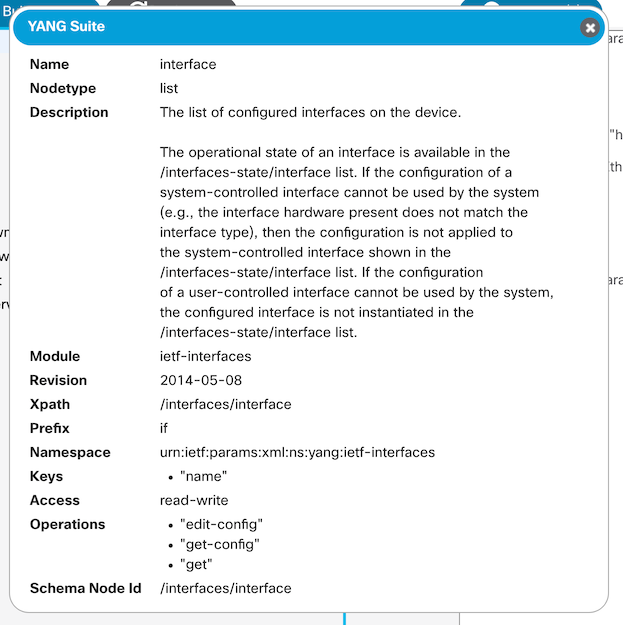 YANG Suite
Name interface
Nodetype list
Description The list of configured interfaces on the device.
The operational state of an interface is available in the
/interfaces-state/interface list. If the configuration of a
system-controlled interface cannot be used by the system
(e.g., the interface hardware present does not match the
interface type), then the configuration is not applied to
the system-controlled interface shown in the
/interfaces-state/interface list. If the configuration
of a user-controlled interface cannot be used by the system,
the configured interface is not instantiated in the
/interfaces-state/interface list.
Module ietf-interfaces
Revision 2014-05-08
Xpath /interfaces/interface
Prefix if
Namespace urn:ietf:params:xml:ns:yang:ietf-interfaces
Keys • "name"
Access read-write
Operations • "edit-config"
• "get-config"
• "get"
Schema Node Id /interfaces/interface